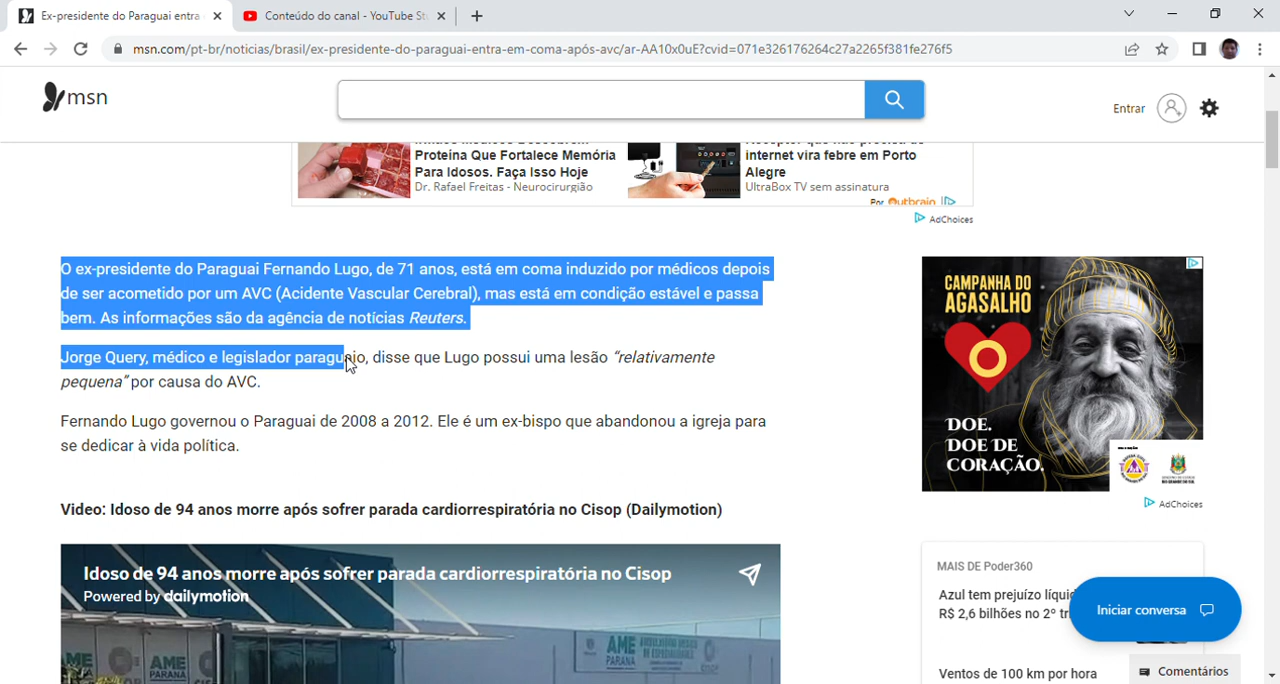 Ex-presidente do Paraguai entra
Conteúdo do canal - YouTube St
msn.com/pt-br/noticias/brasil/ex-presidente-do-paraguai-entra-em-coma-após-avc/ar-AA10x0uE?cvid=071e326176264c27a2265f381fe276f5
msn
Entrar
Proteína Que Fortalece Memória
Para Idosos. Faça Isso Hoje
Dr. Rafael Freitas - Neurocirurgião
Receptor que não precisa de
internet vira febre em Porto
Alegre
UltraBox TV sem assinatura
Por Outbrain
AdChoices
O ex-presidente do Paraguai Fernando Lugo, de 71 anos, está em coma induzido por médicos depois
de ser acometido por um AVC (Acidente Vascular Cerebral), mas está em condição estável e passa
bem. As informações são da agência de notícias Reuters.
Jorge Query, médico e legislador paraguaio, disse que Lugo possui uma lesão “relativamente
pequena” por causa do AVC.
Fernando Lugo governou o Paraguai de 2008 a 2012. Ele é um ex-bispo que abandonou a igreja para
se dedicar à vida política.
Video: Idoso de 94 anos morre após sofrer parada cardiorrespiratória no Cisop (Dailymotion)
Idoso de 94 anos morre após sofrer parada cardiorrespiratória no Cisop
Powered by dailymotion
AME
PARANÁ
AME
PARANÁ
CAMPANHA DO
AGASALHO
DOE.
DOE DE
CORAÇÃO.
AdChoices
MAIS DE Poder360
Azul tem prejuízo líqui
R$ 2,6 bilhões no 2º tr
Iniciar conversa
Ventos de 100 km por hora
Comentários